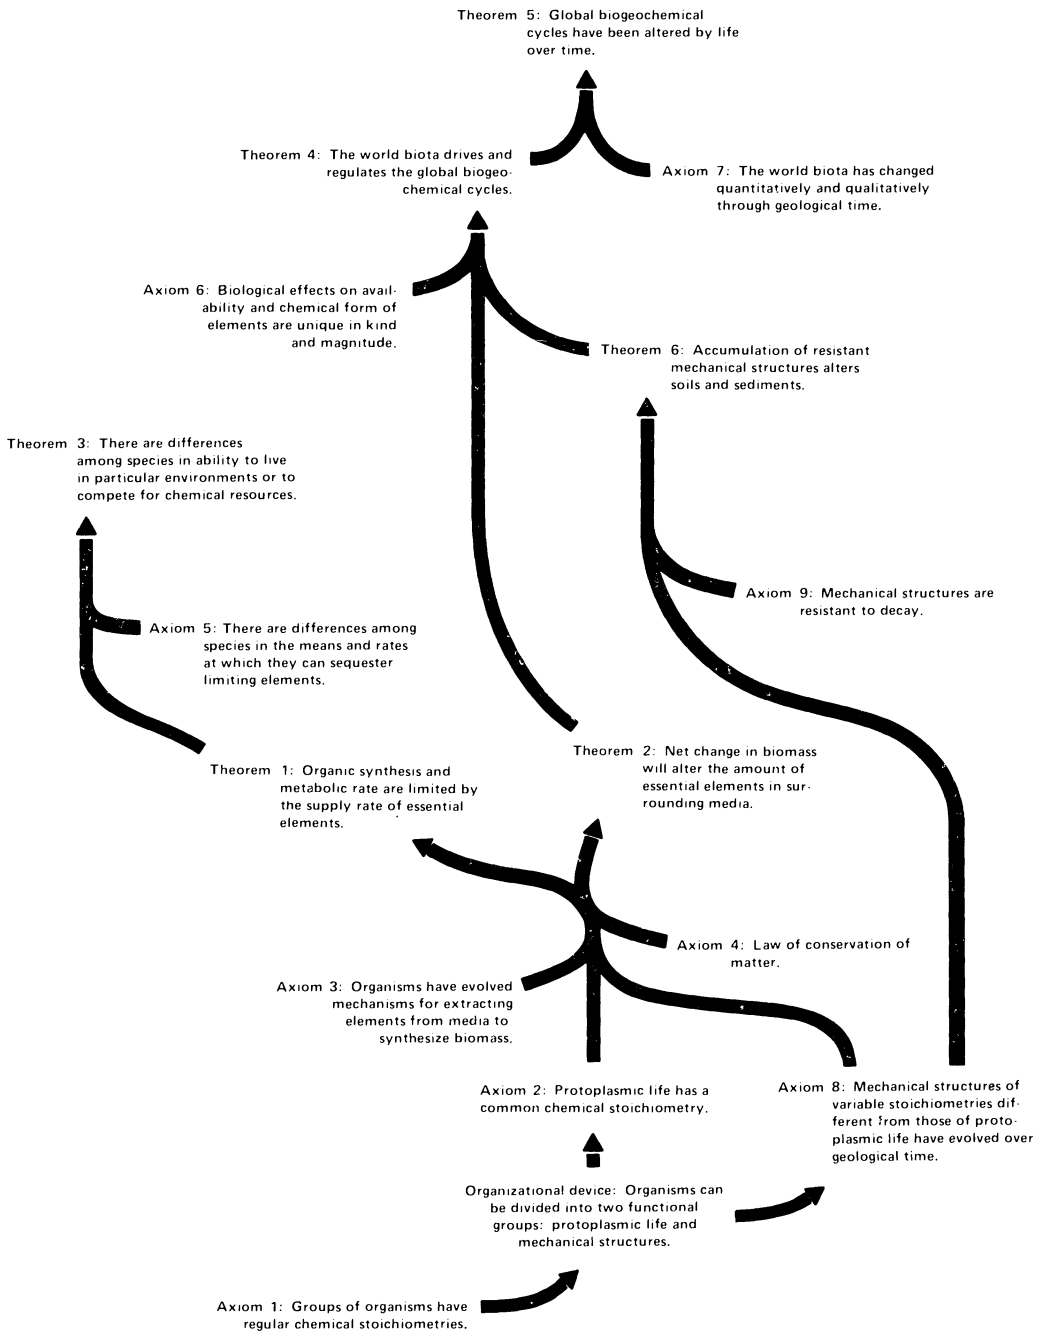 Theorem 5: Global biogeochemical
cycles have been altered by life
over time.
Theorem 4: The world biota drives and
regulates the global biogeo-
chemical cycles.
Axiom 7: The world biota has changed
quantitatively and qualitatively
through geological time.
Axiom 6: Biological effects on avail-
ability and chemical form of
elements are unique in kind
and magnitude.
Theorem 6: Accumulation of resistant
mechanical structures alters
soils and sediments.
Theorem 3: There are differences
among species in ability to live
in particular environments or to
compete for chemical resources.
Axiom 9: Mechanical structures are
resistant to decay.
Axiom 5: There are differences among
species in the means and rates
at which they can sequester
limiting elements.
Theorem 2: Net change in biomass
will alter the amount of
essential elements in sur-
rounding media.
Theorem 1: Organic synthesis and
metabolic rate are limited by
the supply rate of essential
elements.
Axiom 4: Law of conservation of
matter.
Axiom 3: Organisms have evolved
mechanisms for extracting
elements from media to
synthesize biomass.
Axiom 2: Protoplasmic life has a
common chemical stoichiometry.
Axiom 8: Mechanical structures of
variable stoichiometries dif-
ferent from those of proto-
plasmic life have evolved over
geological time.
Organizational device: Organisms can
be divided into two functional
groups: protoplasmic life and
mechanical structures.
Axiom 1: Groups of organisms have
regular chemical stoichiometries.